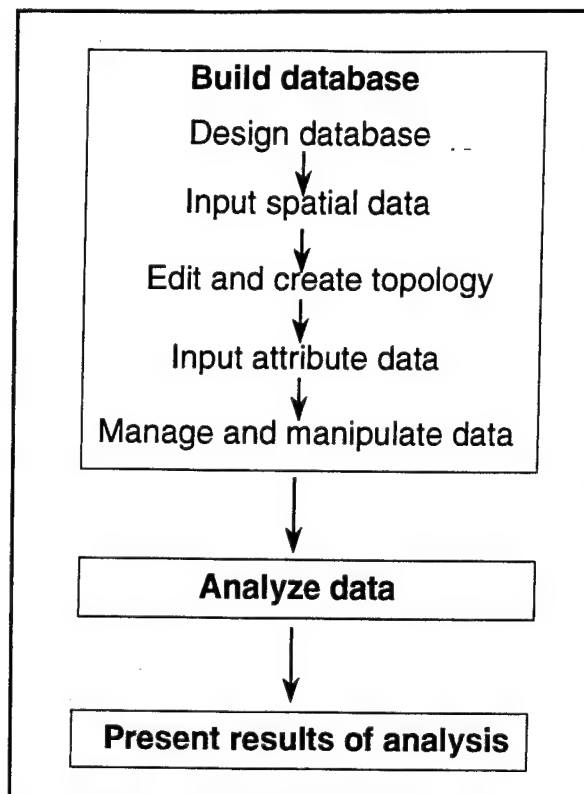 Build database
Design database
Input spatial data
Edit and create topology
Input attribute data
Manage and manipulate data
Analyze data
Present results of analysis